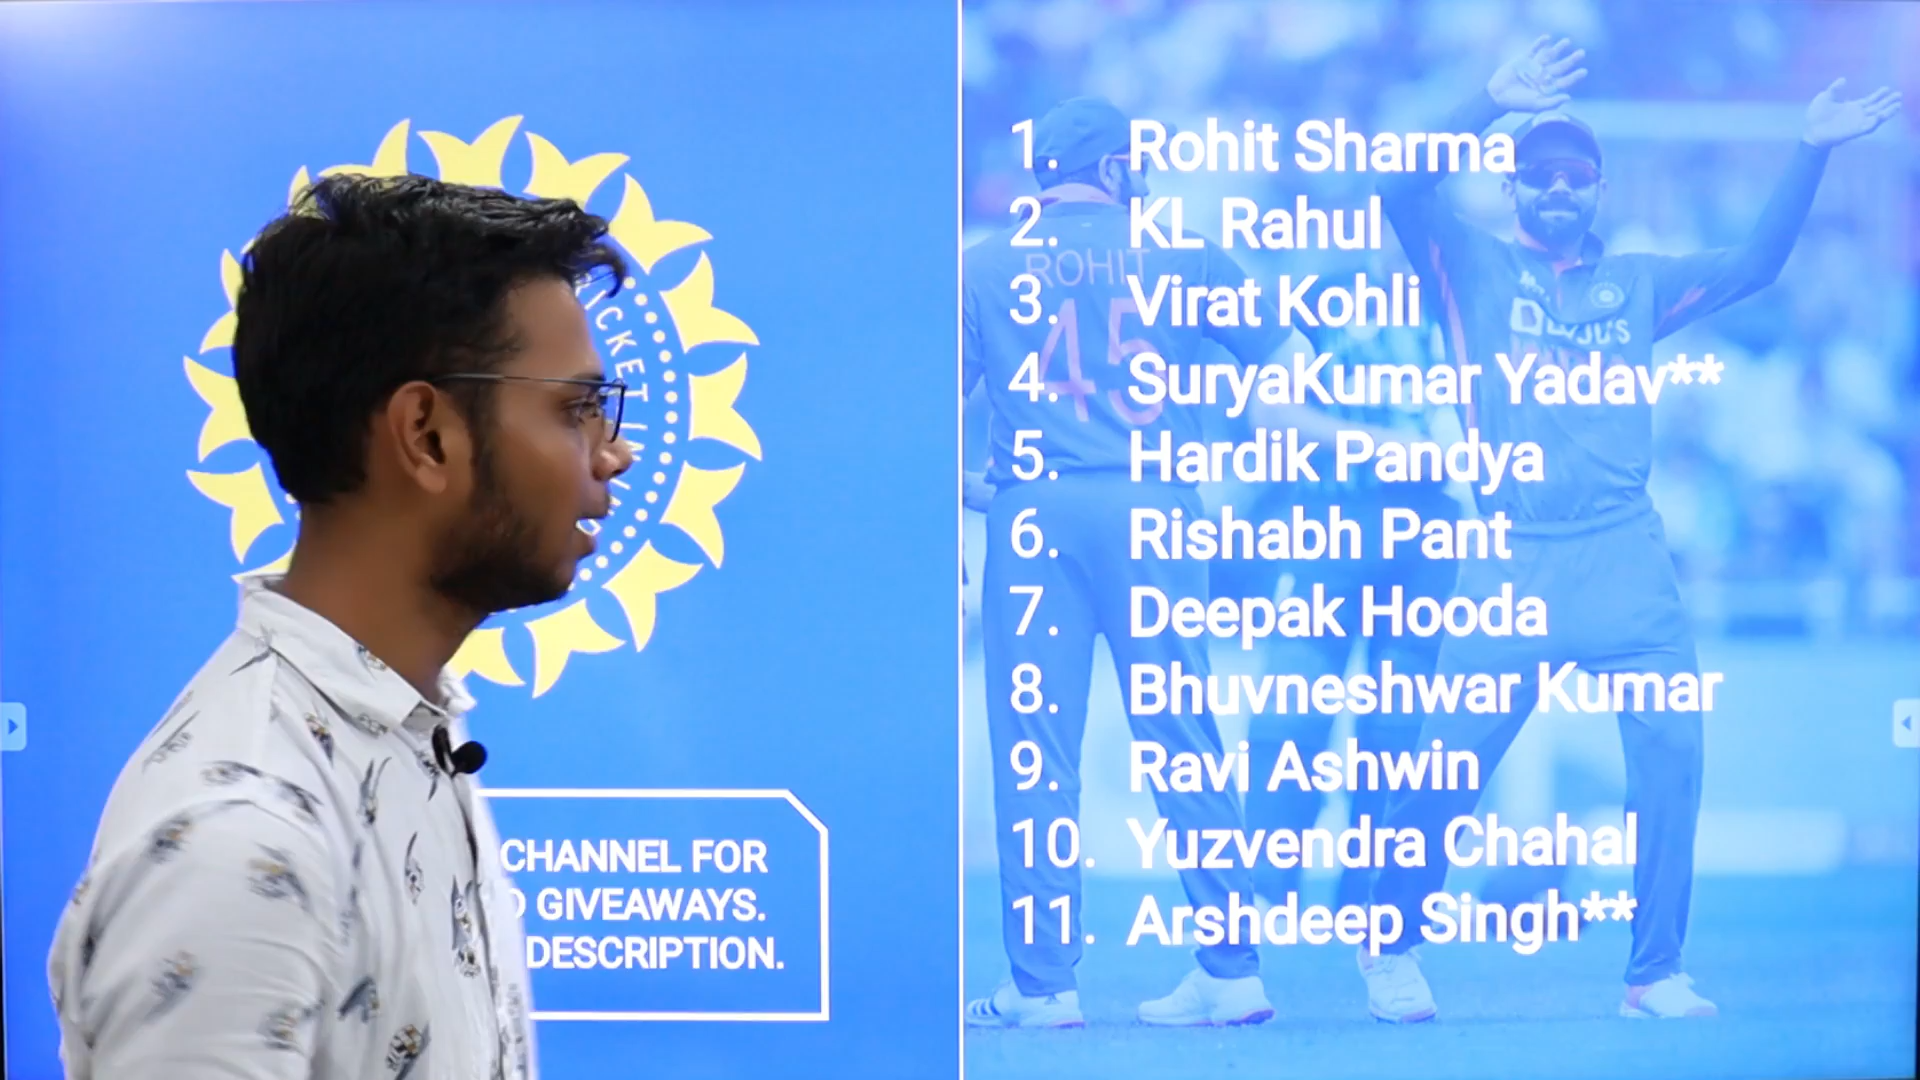 CRICKET IN
CHANNEL FOR
GIVEAWAYS.
DESCRIPTION.
ROHIT
45
1. Rohit Sharma
2. KL Rahul
3. Virat Kohli
4. SuryaKumar Yadav**
5. Hardik Pandya
6. Rishabh Pant
7. Deepak Hooda
8. Bhuvneshwar Kumar
9. Ravi Ashwin
10. Yuzvendra Chahal
11. Arshdeep Singh**